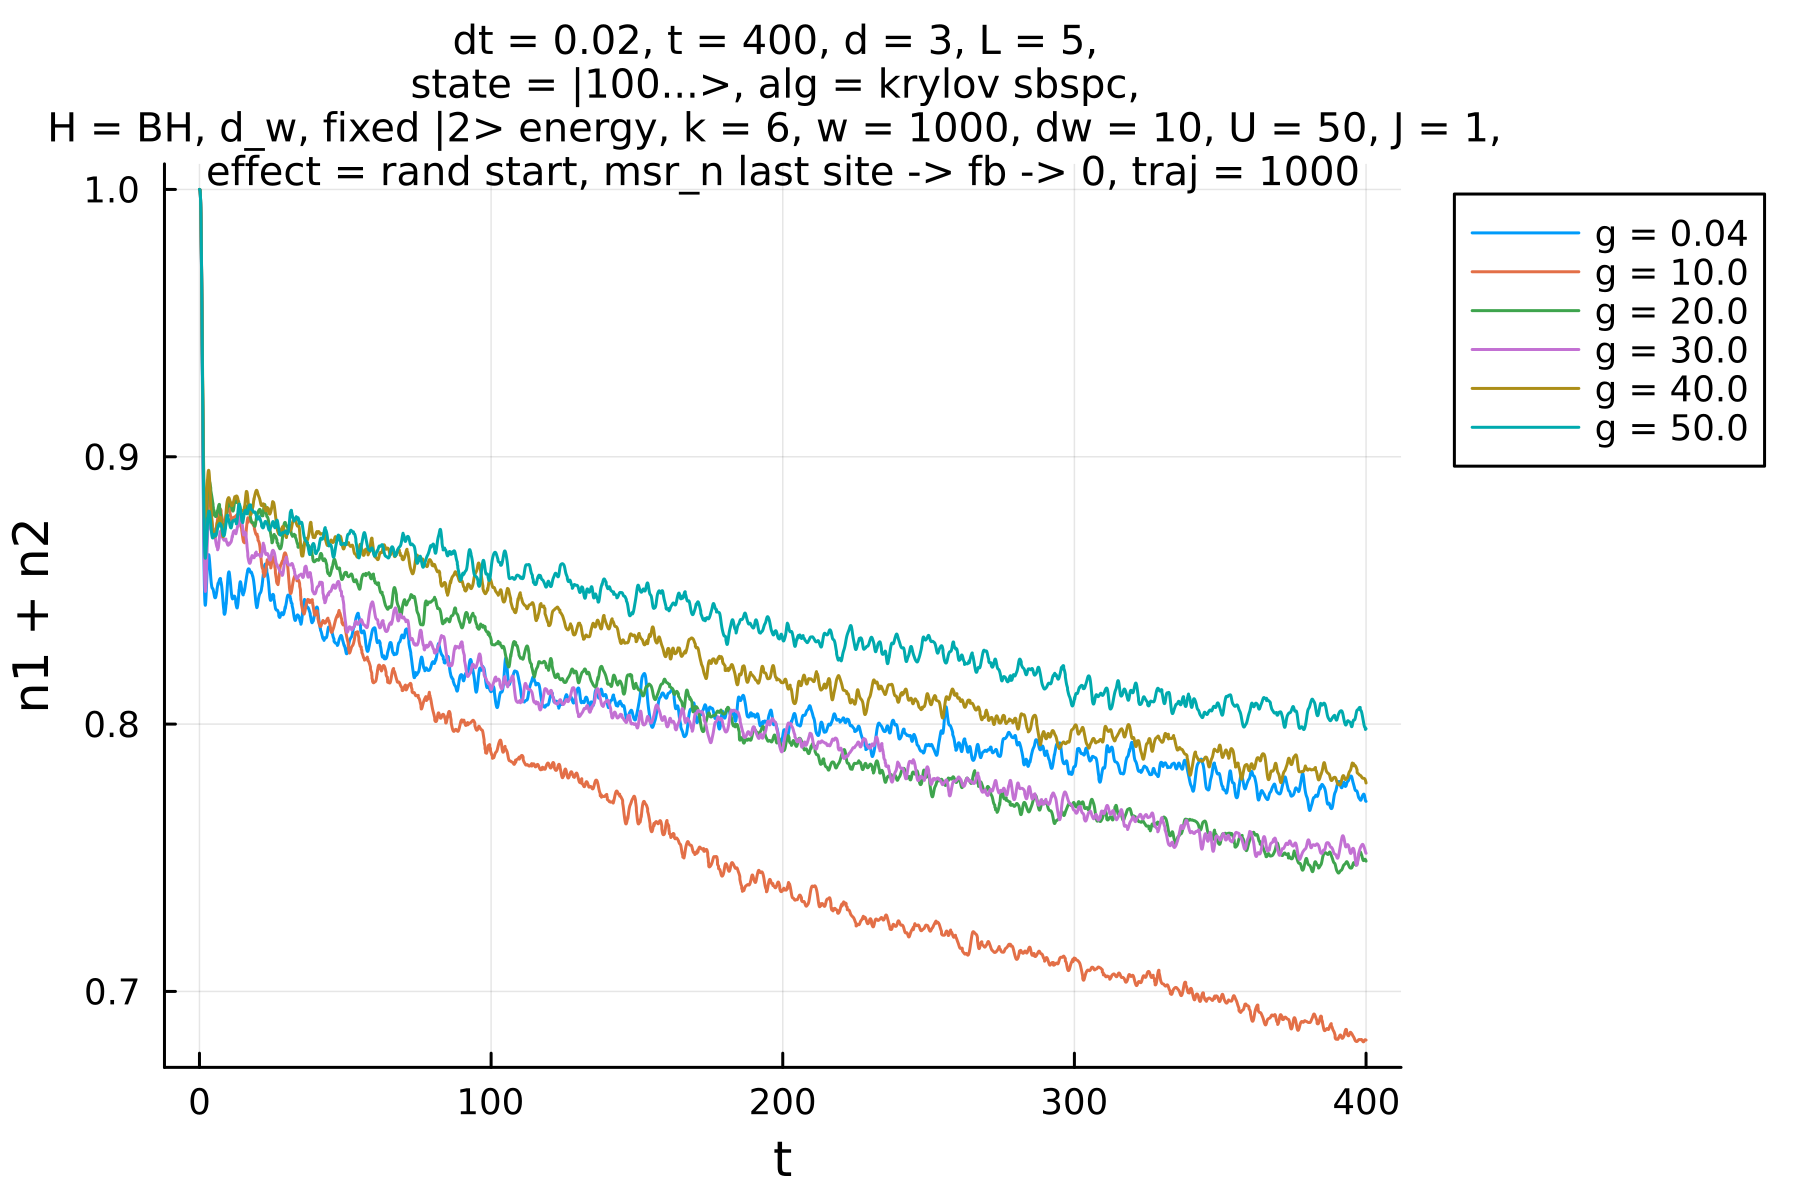 dt = 0.02, t = 400, d = 3, L = 5,
state = |100...>, alg = krylov sbspc,
H = BH, d_w, fixed |2> energy, k = 6, w = 1000, dw = 10, U = 50, J = 1,
effect = rand start, msr_n last site -> fb -> 0, traj = 1000
n1 + n2
1.0
0.9
0.8
0.7
0 100 200 300 400
t
g = 0.04
g = 10.0
g = 20.0
g = 30.0
g = 40.0
g = 50.0